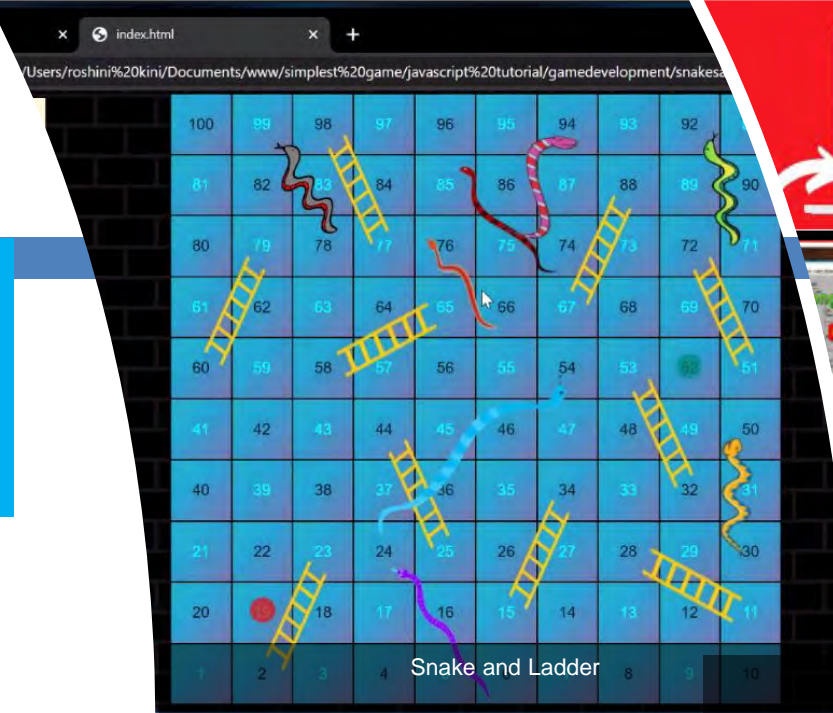 index.html
/Users/roshini%20kini/Documents/www/simplest%20game/javascript%20tutorial/gamedevelopment/snakesa
100 99 98 97 96 95 94 93 92
81 82 83 84 85 86 87 88 89 90
80 79 78 77 76 75 74 73 72 71
61 62 63 64 65 66 67 68 69 70
60 59 58 57 56 55 54 53 52 51
41 42 43 44 45 46 47 48 49 50
40 39 38 37 36 35 34 33 32 31
21 22 23 24 25 26 27 28 29 30
20 19 18 17 16 15 14 13 12 11
1 2 3 4 8 9 10
Snake and Ladder